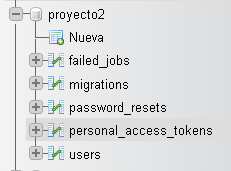 proyecto2
Nueva
failed_jobs
migrations
password_resets
personal_access_tokens
users